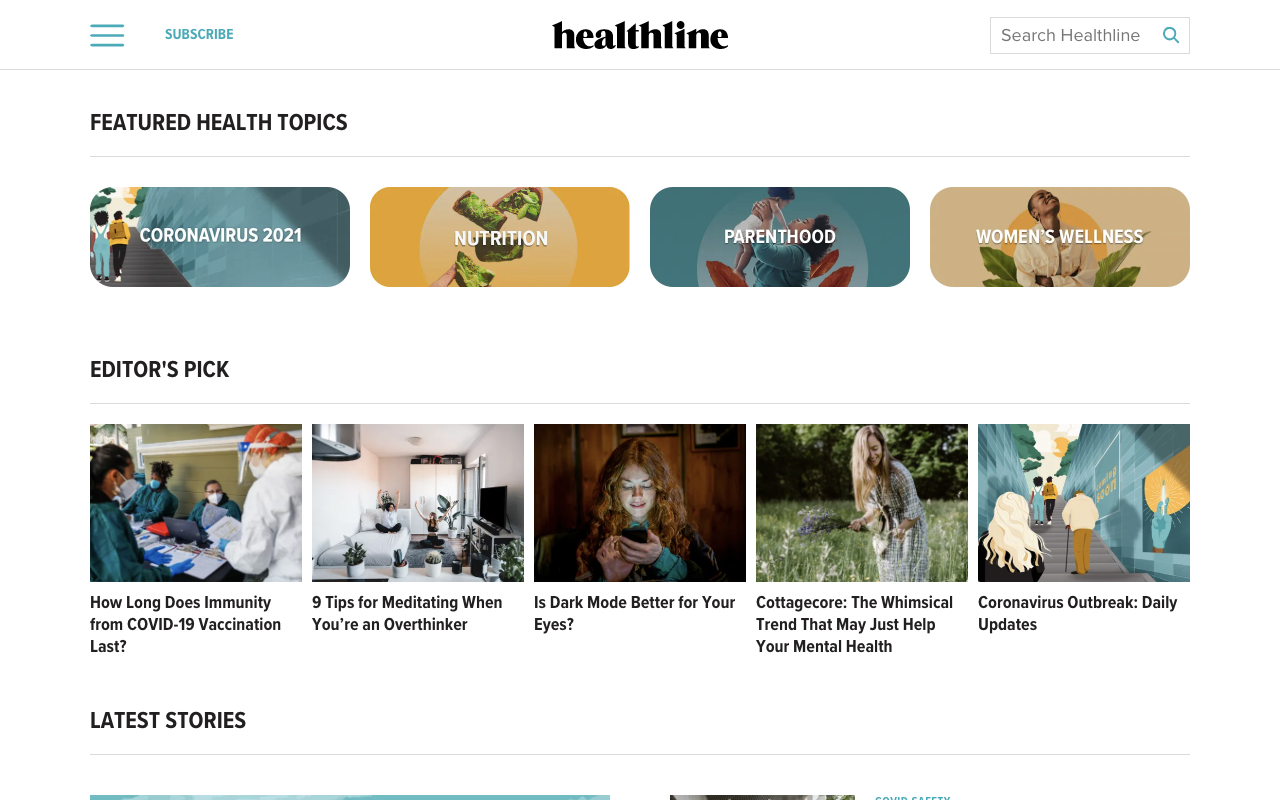 SUBSCRIBE
healthline
Search Healthline
FEATURED HEALTH TOPICS
CORONAVIRUS 2021
NUTRITION
PARENTHOOD
WOMEN'S WELLNESS
EDITOR'S PICK
How Long Does Immunity
from COVID-19 Vaccination
Last?
9 Tips for Meditating When
You’re an Overthinker
Is Dark Mode Better for Your
Eyes?
Cottagecore: The Whimsical
Trend That May Just Help
Your Mental Health
Coronavirus Outbreak: Daily
Updates
LATEST STORIES
COVID SAFETY